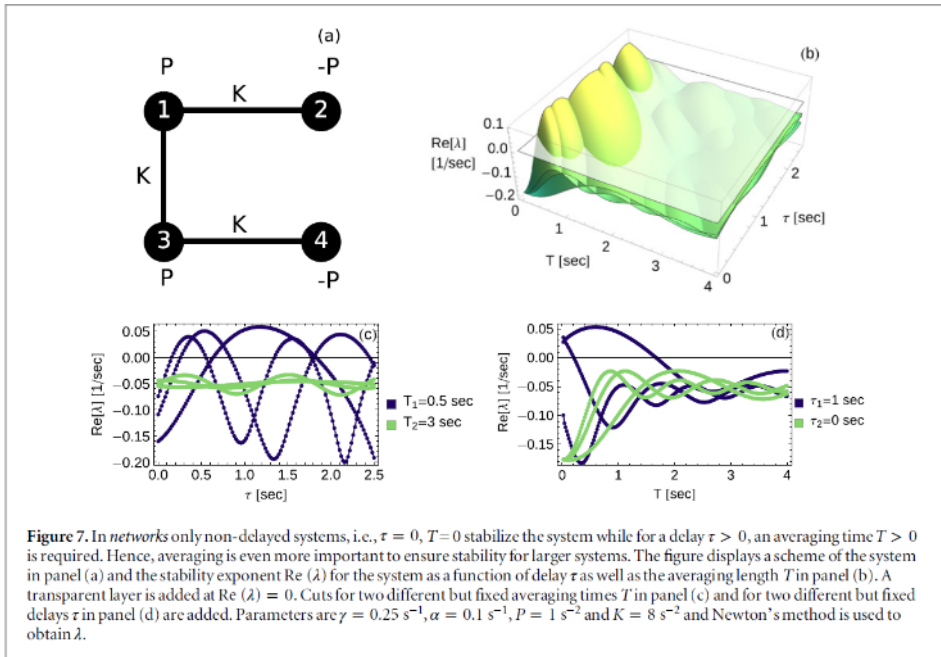 (a)
P
-P
K
1
2
K
3
K
4
P
-P
(b)
0.1
Re[λ] 0.0
[1/sec]
−0.1
−0.2
0
1
2
3
4
T [sec]
0
1
2
τ [sec]
(c)
0.05
0.00
−0.05
−0.10
−0.15
−0.20
Re[λ] [1/sec]
0.0 0.5 1.0 1.5 2.0 2.5
τ [sec]
T₁=0.5 sec
T₂=3 sec
(d)
0.05
0.00
−0.05
−0.10
−0.15
Re[λ] [1/sec]
0 1 2 3 4
T [sec]
τ₁=1 sec
τ₂=0 sec
Figure 7. In networks only non-delayed systems, i.e., τ = 0, T = 0 stabilize the system while for a delay τ > 0, an averaging time T > 0
is required. Hence, averaging is even more important to ensure stability for larger systems. The figure displays a scheme of the system
in panel (a) and the stability exponent Re (λ) for the system as a function of delay τ as well as the averaging length T in panel (b). A
transparent layer is added at Re (λ) = 0. Cuts for two different but fixed averaging times T in panel (c) and for two different but fixed
delays τ in panel (d) are added. Parameters are γ = 0.25 s⁻¹, α = 0.1 s⁻¹, P = 1 s⁻² and K = 8 s⁻² and Newton's method is used to
obtain λ.